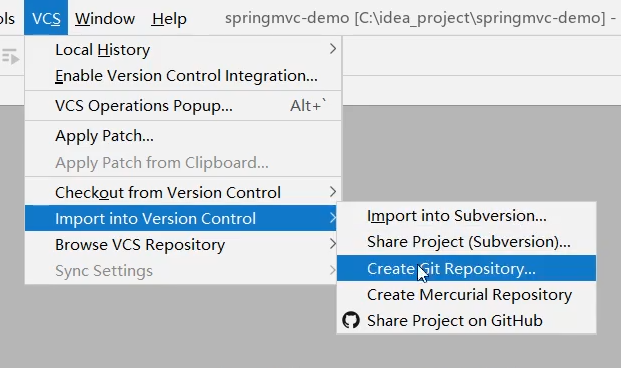 ols VCS Window Help springmvc-demo [C:\idea_project\springmvc-demo] -
Local History
Enable Version Control Integration...
VCS Operations Popup... Alt+`
Apply Patch...
Apply Patch from Clipboard...
Checkout from Version Control
Import into Version Control
Browse VCS Repository
Sync Settings
Import into Subversion...
Share Project (Subversion)...
Create Git Repository...
Create Mercurial Repository
Share Project on GitHub